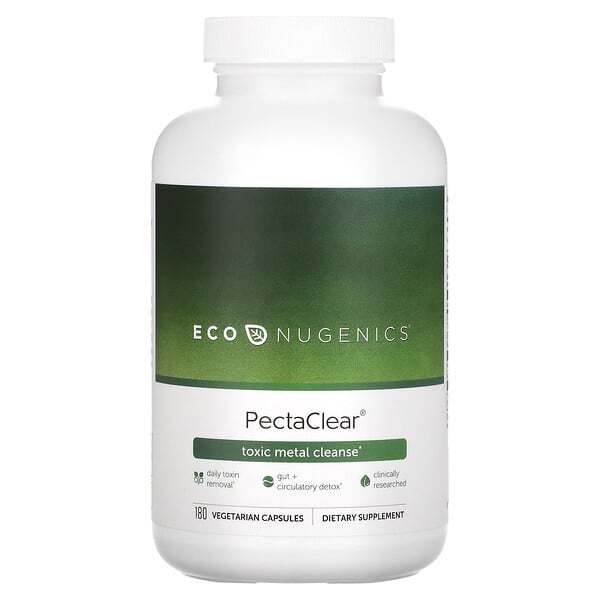 ECO NUGENICS®
PectaClear®
toxic metal cleanse*
daily toxin removal*
gut + circulatory detox*
clinically researched
180 VEGETARIAN CAPSULES | DIETARY SUPPLEMENT